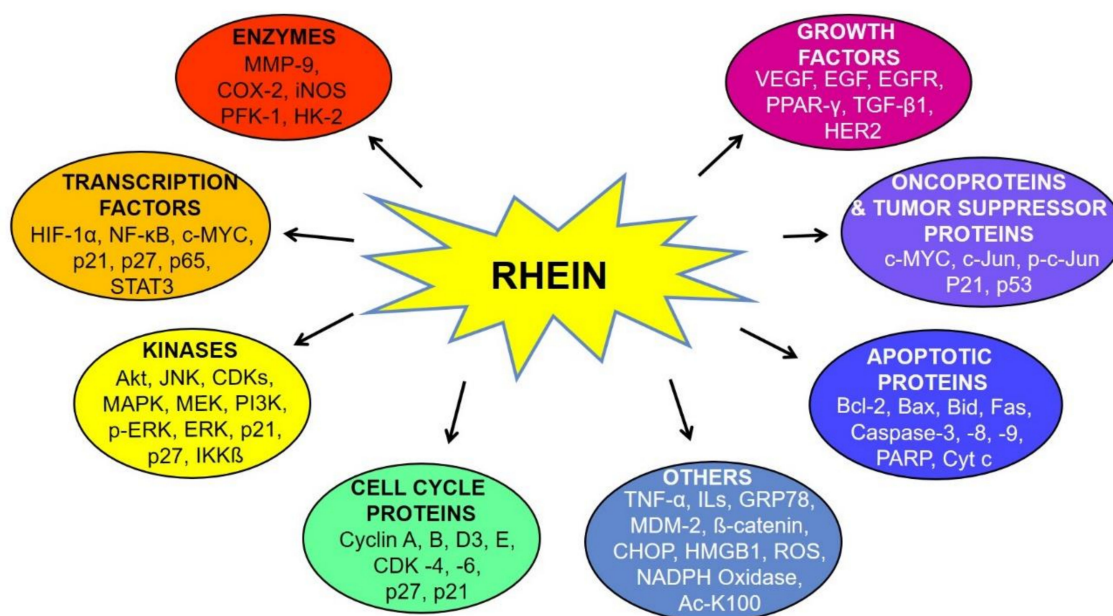 ENZYMES
MMP-9,
COX-2, iNOS
PFK-1, HK-2
GROWTH
FACTORS
VEGF, EGF, EGFR,
PPAR-γ, TGF-β1,
HER2
TRANSCRIPTION
FACTORS
HIF-1α, NF-κB, c-MYC,
p21, p27, p65,
STAT3
RHEIN
ONCOPROTEINS
& TUMOR SUPPRESSOR
PROTEINS
c-MYC, c-Jun, p-c-Jun
P21, p53
KINASES
Akt, JNK, CDKs,
MAPK, MEK, PI3K,
p-ERK, ERK, p21,
p27, IKKß
APOPTOTIC
PROTEINS
Bcl-2, Bax, Bid, Fas,
Caspase-3, -8, -9,
PARP, Cyt c
CELL CYCLE
PROTEINS
Cyclin A, B, D3, E,
CDK -4, -6,
p27, p21
OTHERS
TNF-α, ILs, GRP78,
MDM-2, ß-catenin,
CHOP, HMGB1, ROS,
NADPH Oxidase,
Ac-K100